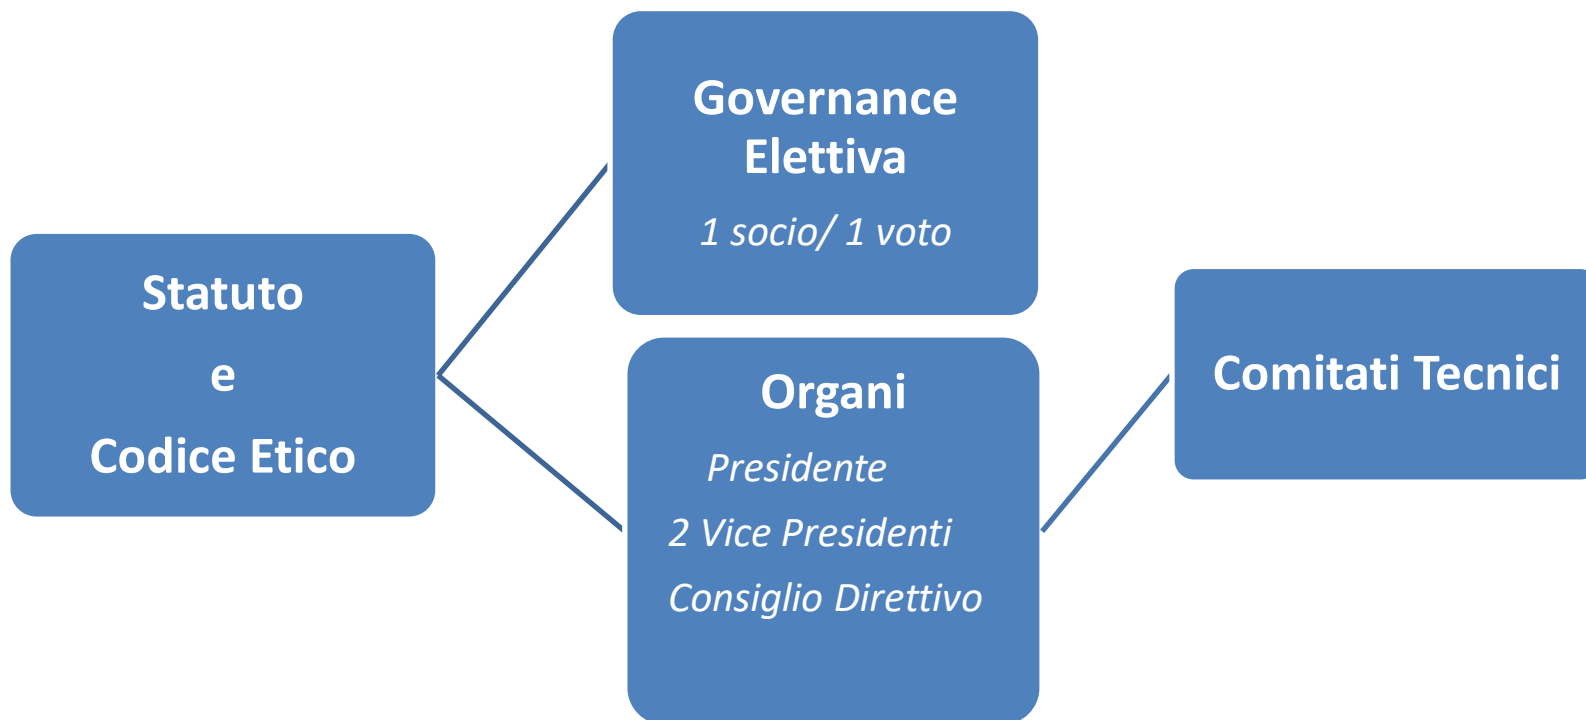 Statuto
e
Codice Etico
Governance
Elettiva
1 socio/ 1 voto
Organi
Presidente
2 Vice Presidenti
Consiglio Direttivo
Comitati Tecnici